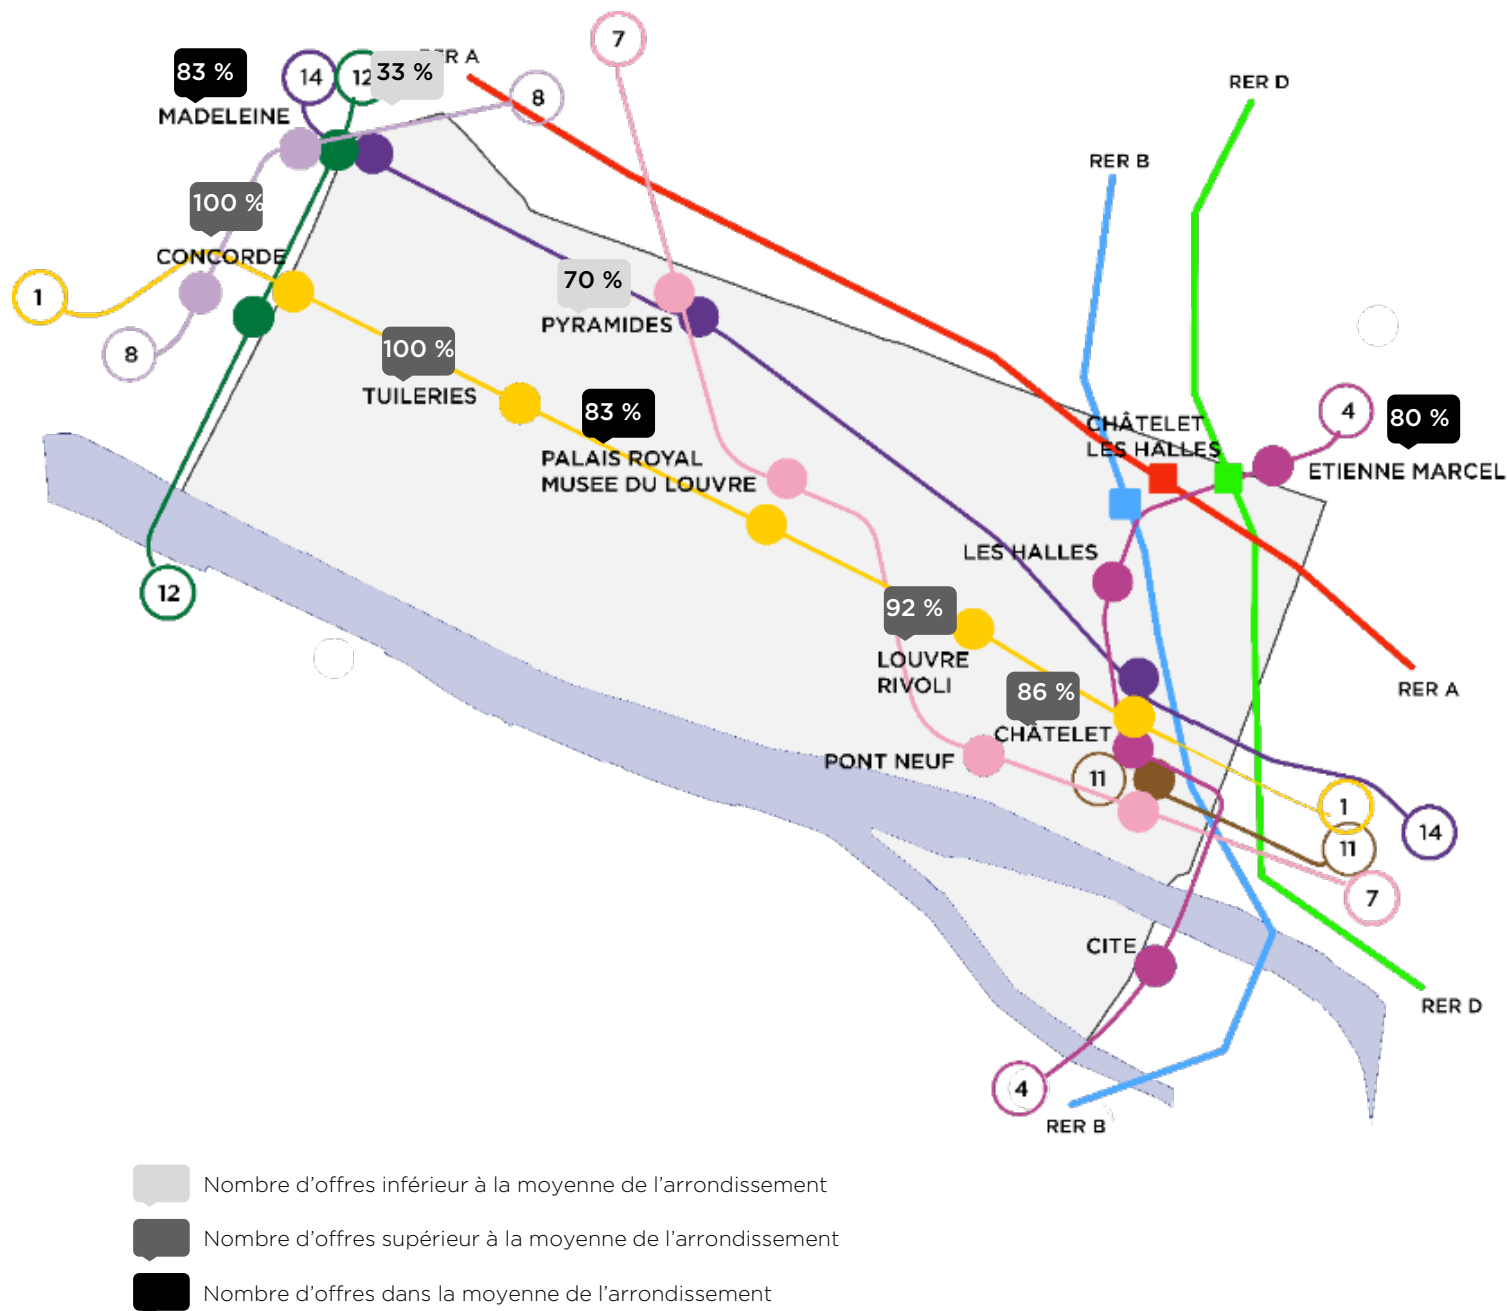 7
RER A
83 %
14
12
33 %
RER D
8
MADELEINE
RER B
100 %
CONCORDE
1
70 %
PYRAMIDES
8
100 %
TUILERIES
83 %
4
80 %
CHÂTELET
LES HALLES
PALAIS ROYAL
MUSEE DU LOUVRE
ETIENNE MARCEL
LES HALLES
12
92 %
LOUVRE
RIVOLI
86 %
RER A
CHÂTELET
PONT NEUF
11
1
14
11
7
CITE
RER D
4
RER B
Nombre d’offres inférieur à la moyenne de l’arrondissement
Nombre d’offres supérieur à la moyenne de l’arrondissement
Nombre d’offres dans la moyenne de l’arrondissement